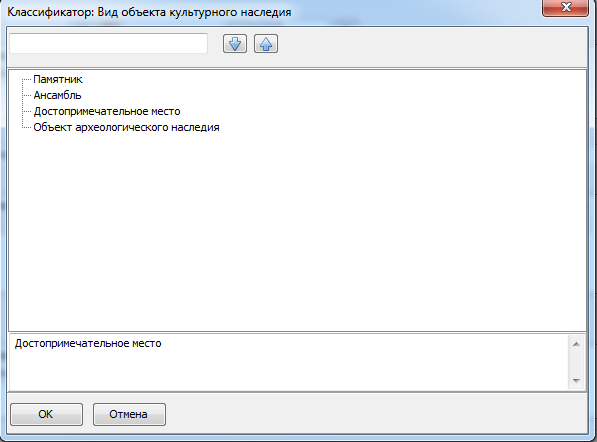 Классификатор: Вид объекта культурного наследия
Памятник
Ансамбль
Достопримечательное место
Объект археологического наследия
Достопримечательное место
ОК
Отмена